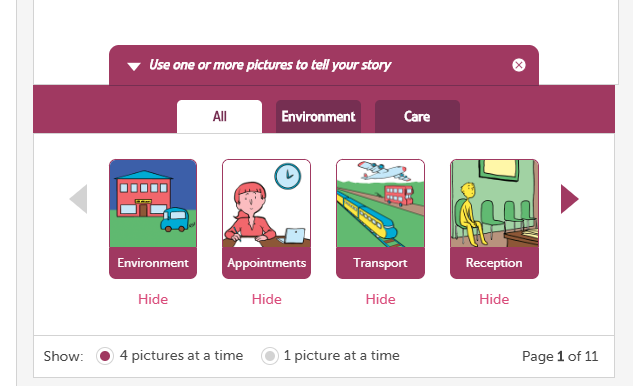 Use one or more pictures to tell your story
All Environment Care
Environment Appointments Transport Reception
Hide Hide Hide Hide
Show: 4 pictures at a time 1 picture at a time Page 1 of 11